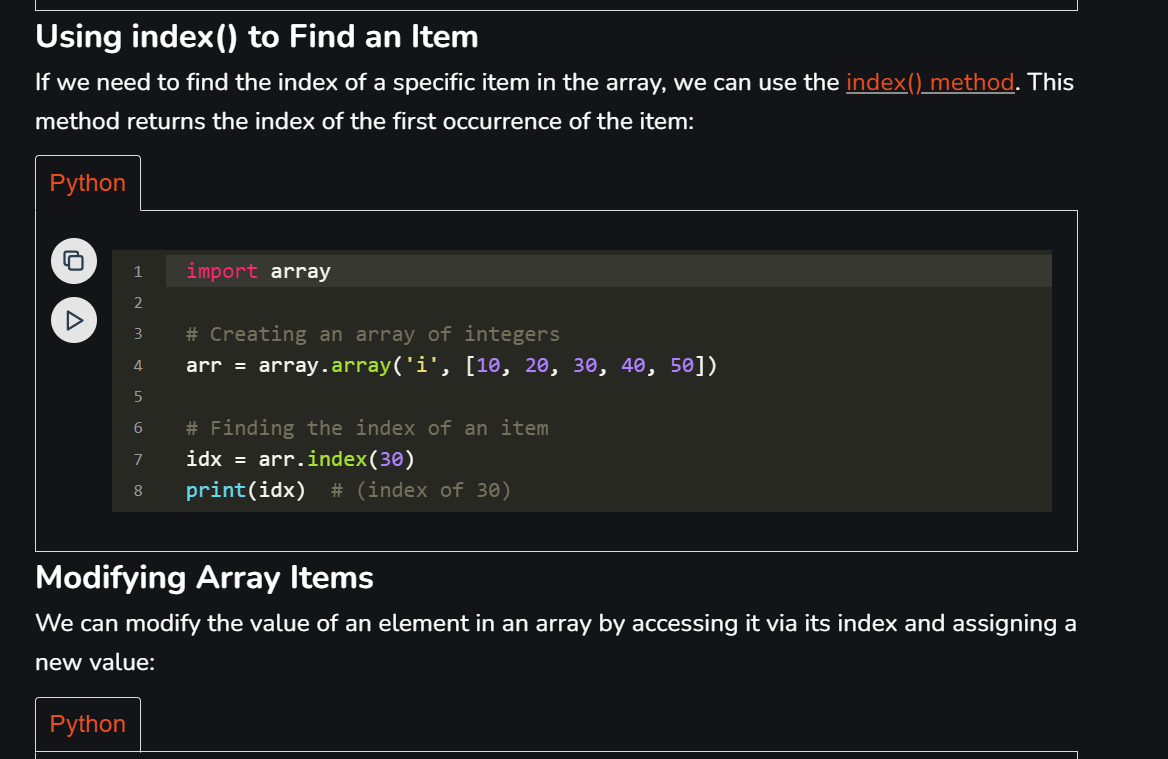 Using index() to Find an Item
If we need to find the index of a specific item in the array, we can use the index() method. This
method returns the index of the first occurrence of the item:
Python
1 import array
2
3 # Creating an array of integers
4 arr = array.array('i', [10, 20, 30, 40, 50])
5
6 # Finding the index of an item
7 idx = arr.index(30)
8 print(idx)  # (index of 30)
Modifying Array Items
We can modify the value of an element in an array by accessing it via its index and assigning a
new value:
Python